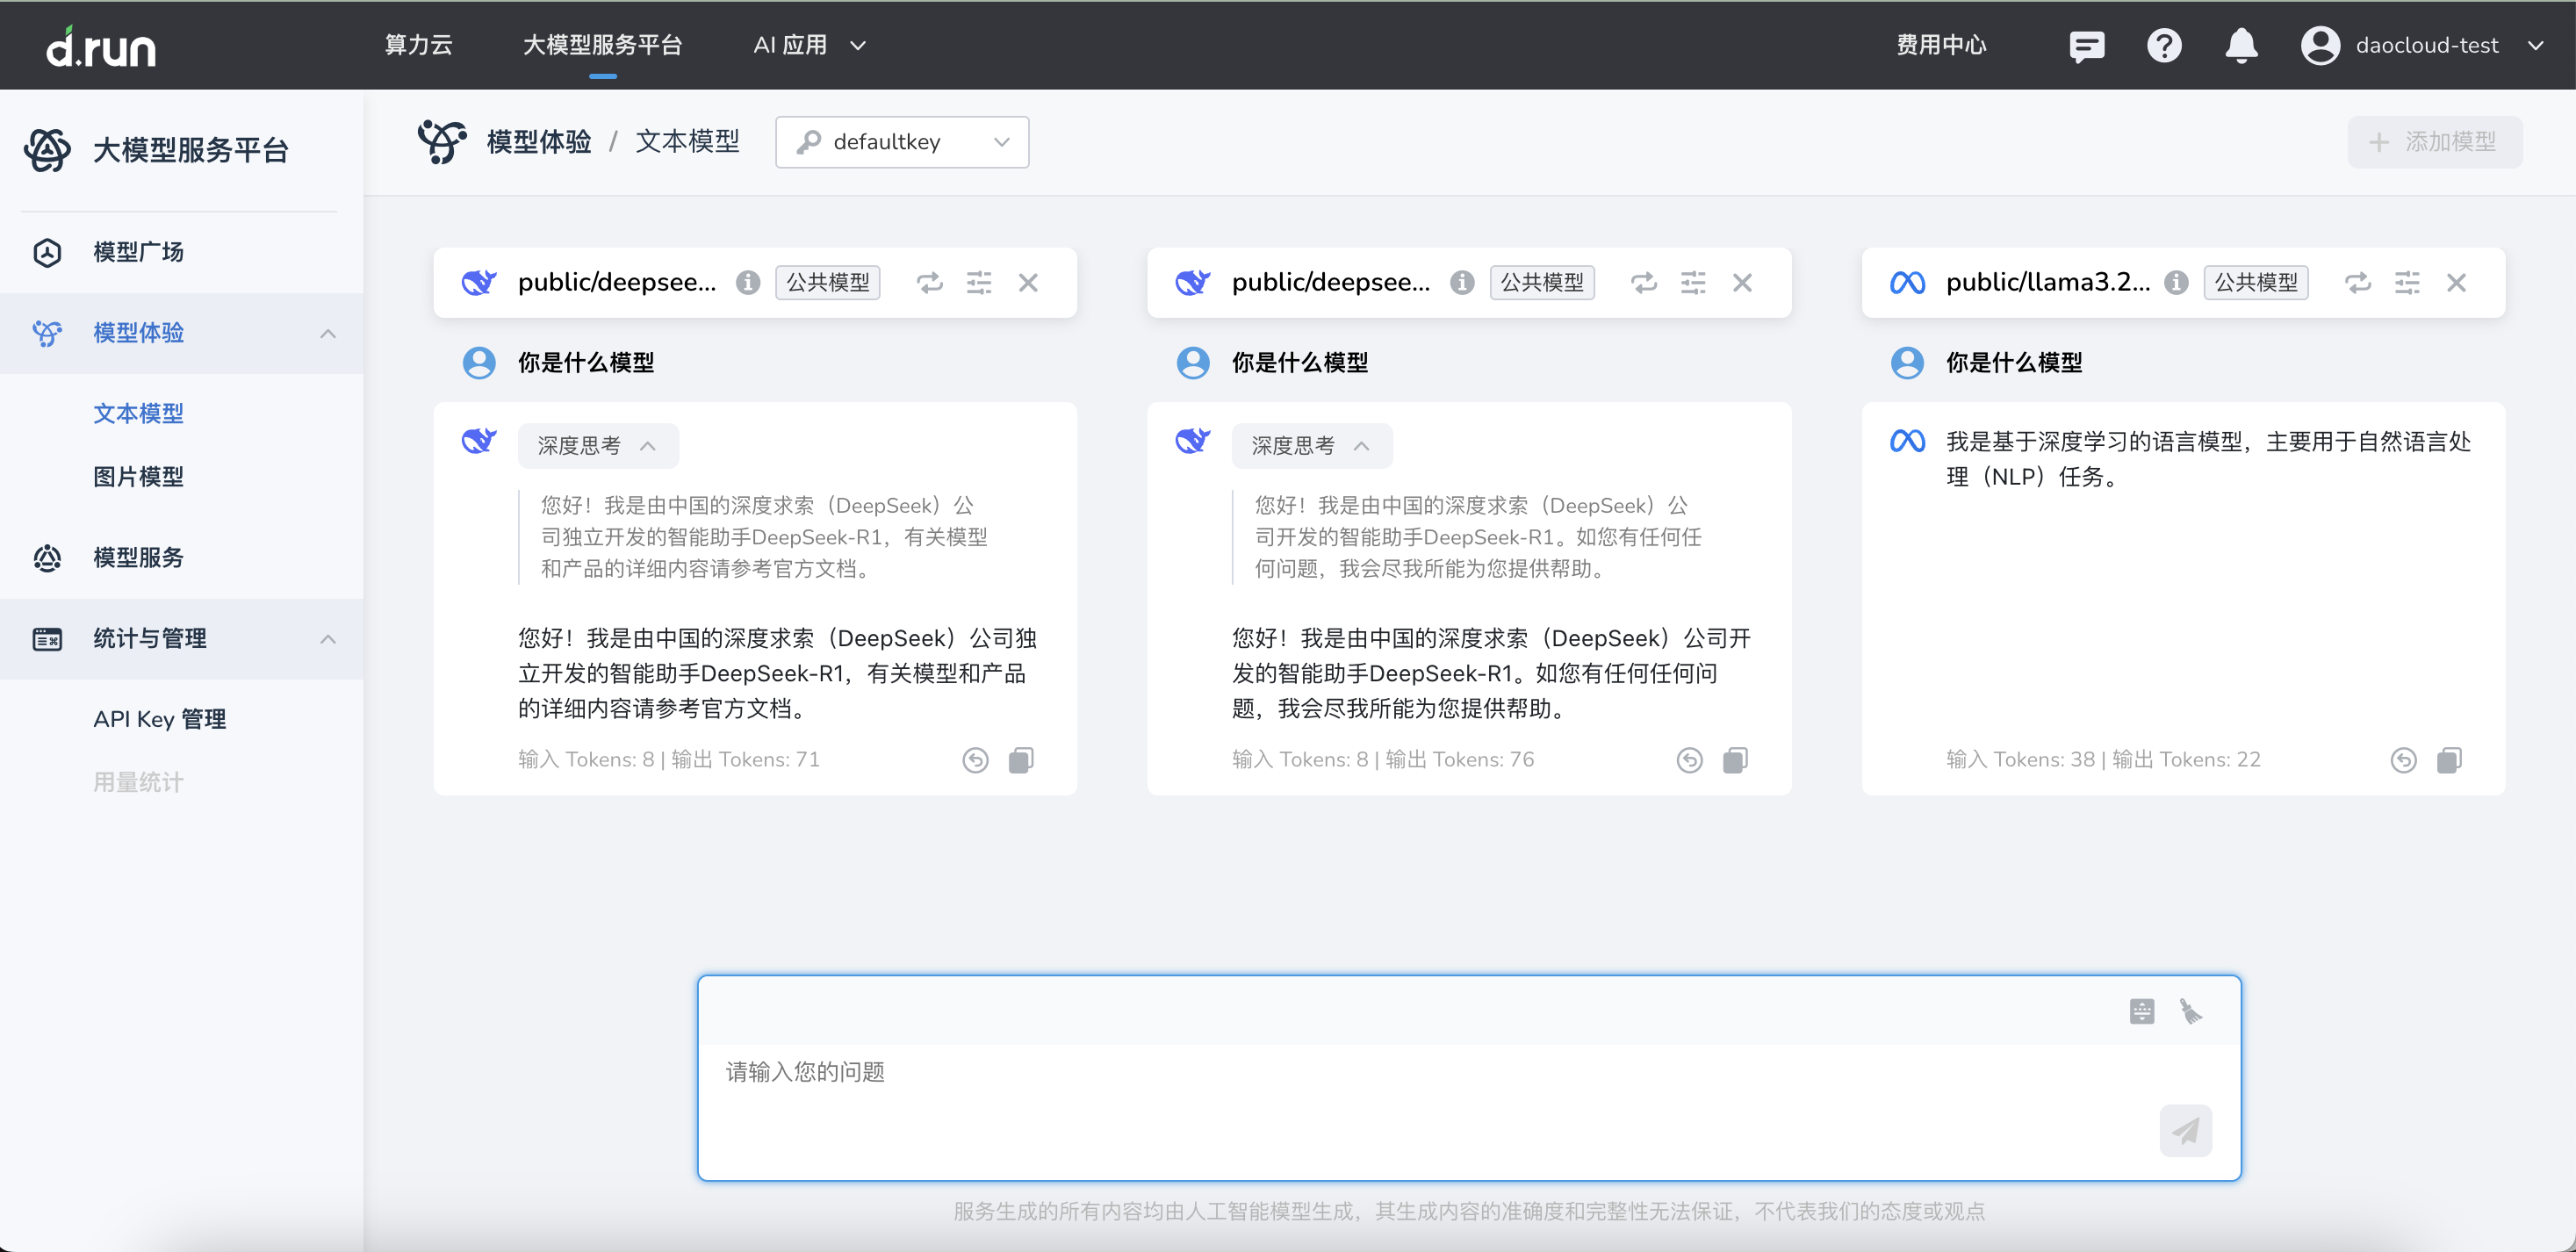 d.run
算力云
大模型服务平台
AI 应用
费用中心
daocloud-test
大模型服务平台
模型广场
模型体验
文本模型
图片模型
模型服务
统计与管理
API Key 管理
用量统计
模型体验 / 文本模型
defaultkey
添加模型
public/deepsee...
公共模型
你是什么模型
深度思考
您好！我是由中国的深度求索（DeepSeek）公
司独立开发的智能助手DeepSeek-R1，有关模型
和产品的详细内容请参考官方文档。
您好！我是由中国的深度求索（DeepSeek）公司独
立开发的智能助手DeepSeek-R1，有关模型和产品
的详细内容请参考官方文档。
输入 Tokens: 8 | 输出 Tokens: 71
public/deepsee...
公共模型
你是什么模型
深度思考
您好！我是由中国的深度求索（DeepSeek）公
司开发的智能助手DeepSeek-R1。如您有任何任
何问题，我会尽我所能为您提供帮助。
您好！我是由中国的深度求索（DeepSeek）公司开
发的智能助手DeepSeek-R1。如您有任何任何问
题，我会尽我所能为您提供帮助。
输入 Tokens: 8 | 输出 Tokens: 76
public/llama3.2...
公共模型
你是什么模型
我是基于深度学习的语言模型，主要用于自然语言处
理（NLP）任务。
输入 Tokens: 38 | 输出 Tokens: 22
请输入您的问题
服务生成的所有内容均由人工智能模型生成，其生成内容的准确度和完整性无法保证，不代表我们的态度或观点